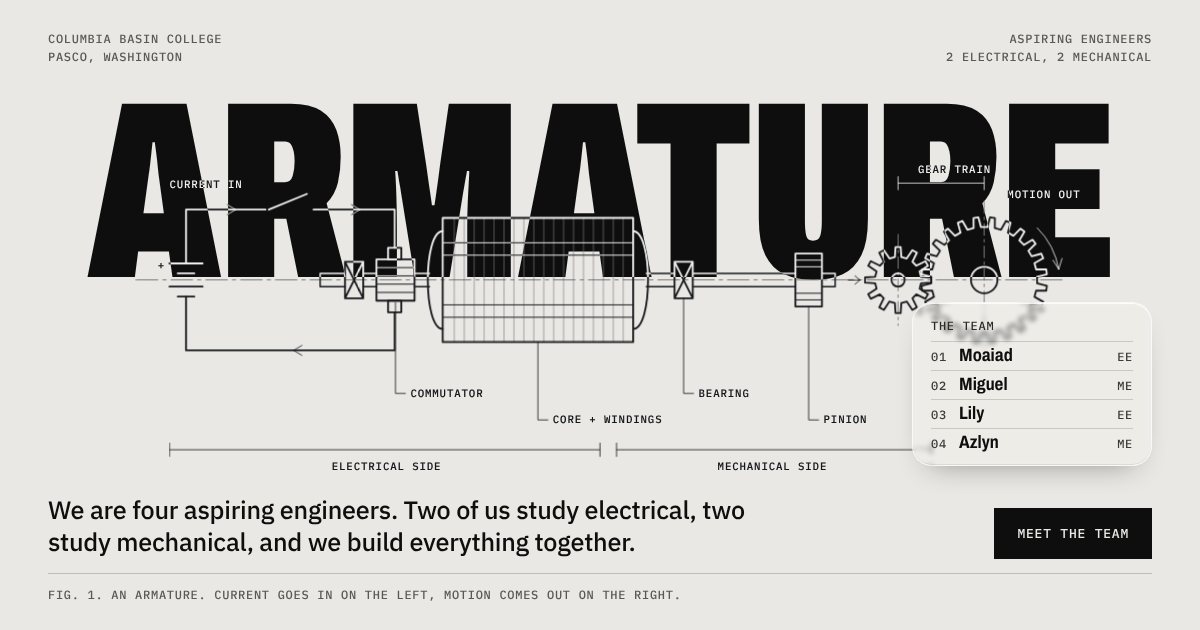 COLUMBIA BASIN COLLEGE
PASCO, WASHINGTON
ASPIRING ENGINEERS
2 ELECTRICAL, 2 MECHANICAL
ARMATURE
CURRENT IN
GEAR TRAIN
MOTION OUT
+
COMMUTATOR
CORE + WINDINGS
BEARING
PINION
ELECTRICAL SIDE
MECHANICAL SIDE
THE TEAM
01 Moaiad EE
02 Miguel ME
03 Lily EE
04 Azlyn ME
We are four aspiring engineers. Two of us study electrical, two
study mechanical, and we build everything together.
MEET THE TEAM
FIG. 1. AN ARMATURE. CURRENT GOES IN ON THE LEFT, MOTION COMES OUT ON THE RIGHT.